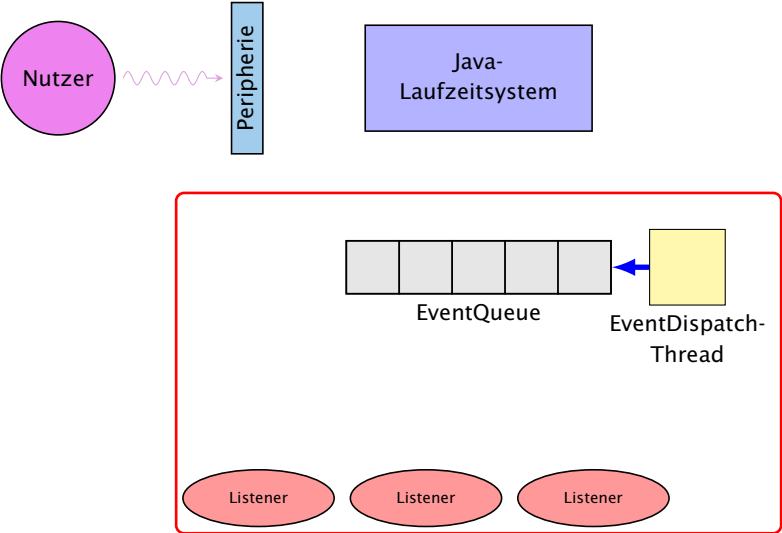 Nutzer
Peripherie
Java-
Laufzeitsystem
EventQueue
EventDispatch-
Thread
Listener
Listener
Listener